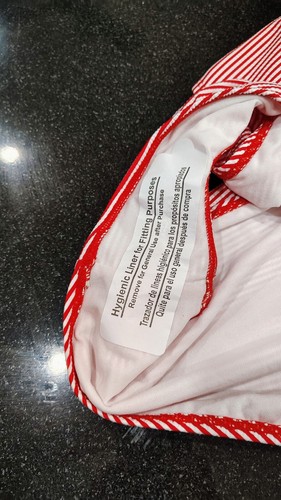 Hygienic Liner for Fitting Purposes
Remove for General Use after Purchase
Trazador de líneas higiénico para los propósitos apropiados
Quite para el uso general después de compra